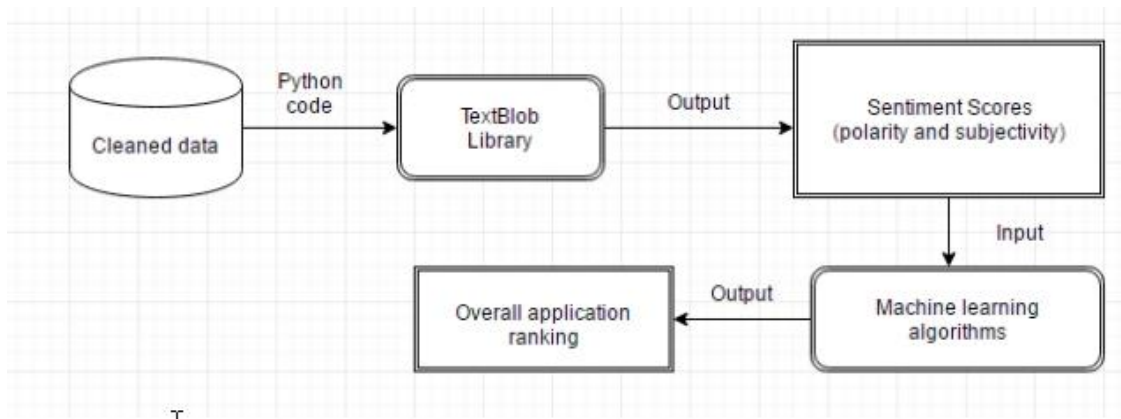 Cleaned data
Python
code
TextBlob
Library
Output
Sentiment Scores
(polarity and subjectivity)
Input
Machine learning
algorithms
Output
Overall application
ranking